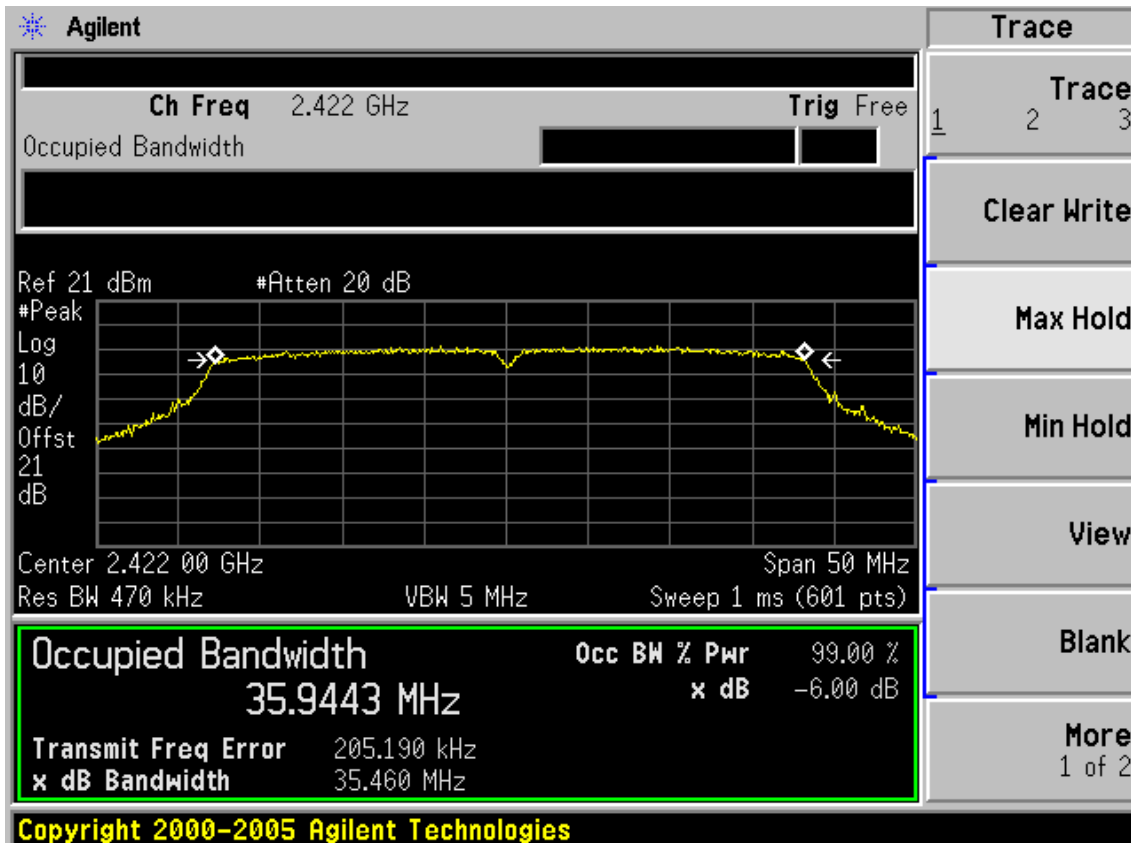 Agilent
Trace
Ch Freq 2.422 GHz Trig Free
Occupied Bandwidth
Trace
1 2 3
Clear Write
Max Hold
Min Hold
View
Blank
More
1 of 2
Ref 21 dBm #Atten 20 dB
#Peak
Log
10
dB/
Offst
21
dB
Center 2.422 00 GHz Span 50 MHz
Res BW 470 kHz VBW 5 MHz Sweep 1 ms (601 pts)
Occupied Bandwidth Occ BW % Pwr 99.00 %
35.9443 MHz x dB -6.00 dB
Transmit Freq Error 205.190 kHz
x dB Bandwidth 35.460 MHz
Copyright 2000-2005 Agilent Technologies